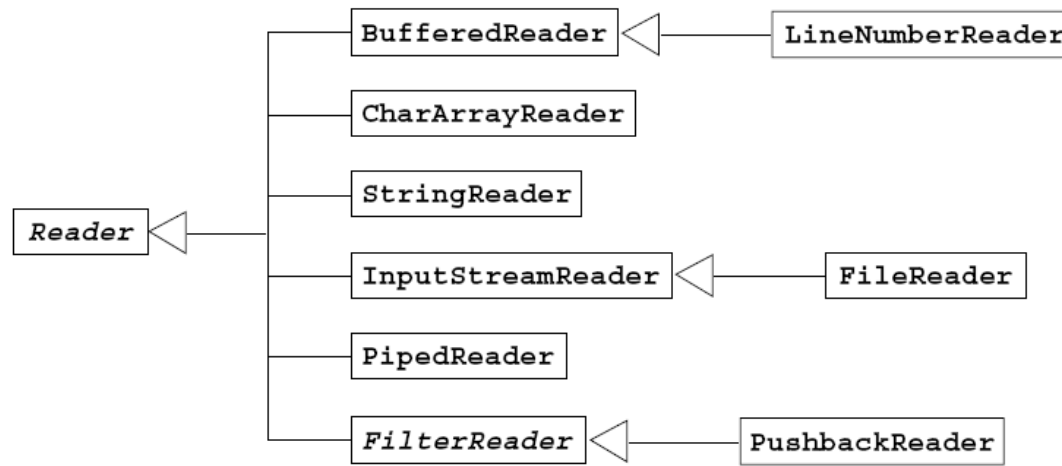 BufferedReader
LineNumberReader
CharArrayReader
StringReader
Reader
InputStreamReader
FileReader
PipedReader
FilterReader
PushbackReader